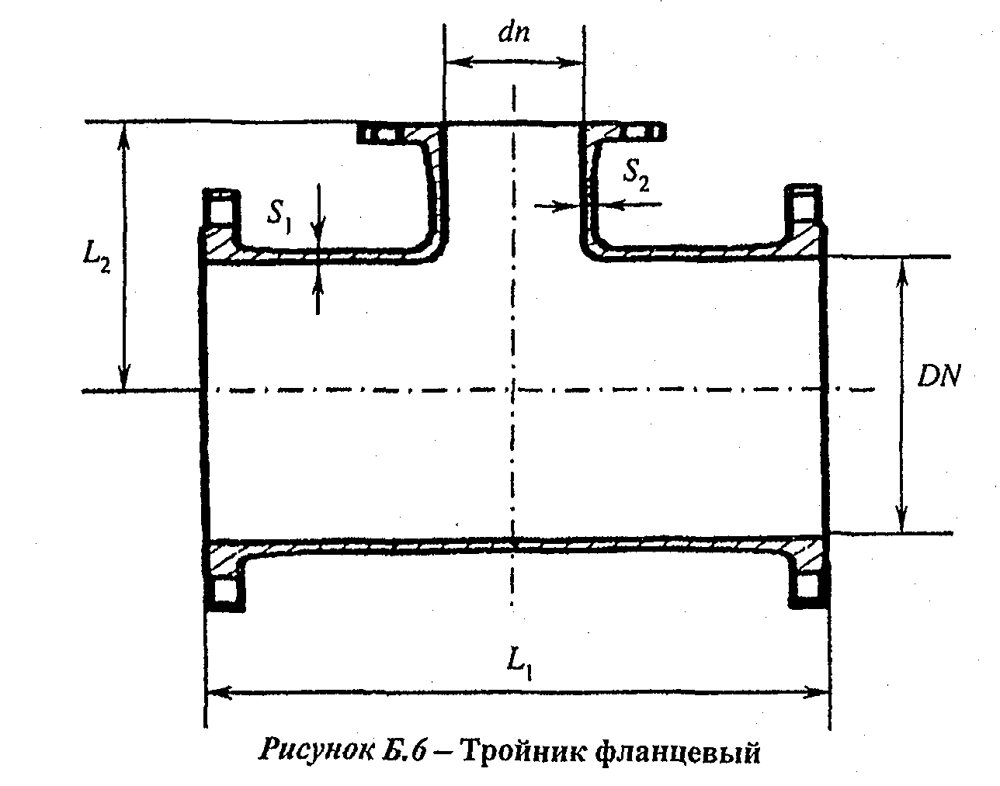 dn
S₂
S₁
L₂
DN
L₁
Рисунок Б.6 – Тройник фланцевый